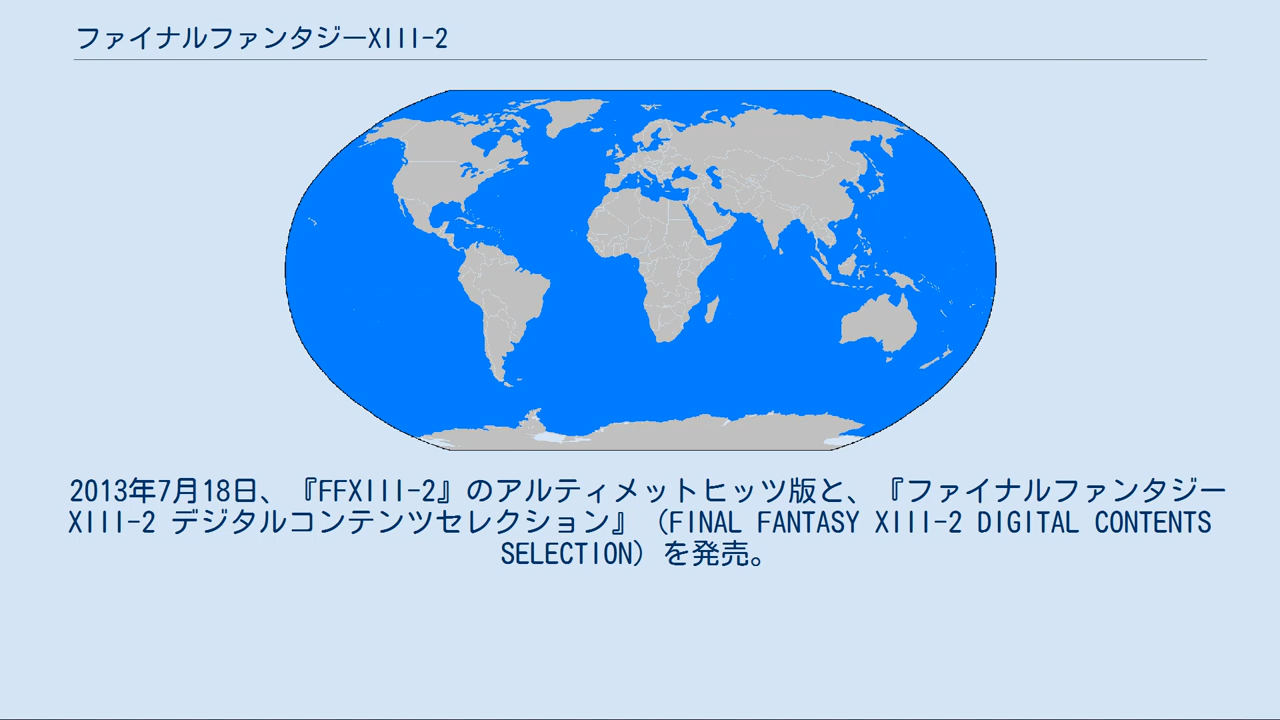 ファイナルファンタジーXIII-2
2013年7月18日、『FFXIII-2』のアルティメットヒッツ版と、『ファイナルファンタジー
XIII-2 デジタルコンテンツセレクション』（FINAL FANTASY XIII-2 DIGITAL CONTENTS
SELECTION）を発売。